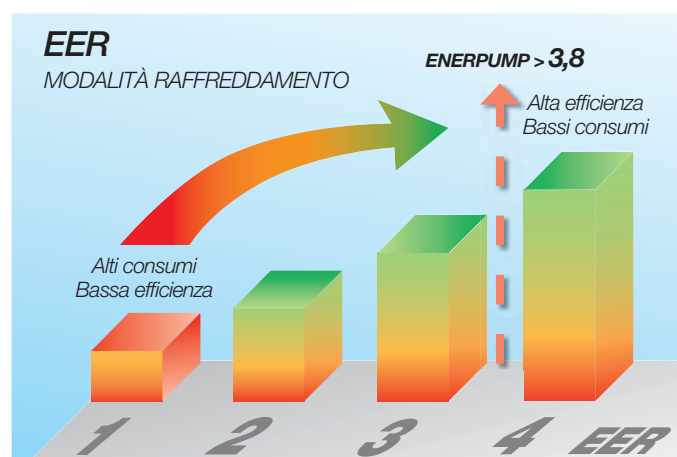 EER
MODALITÀ RAFFREDDAMENTO
ENERPUMP > 3,8
Alta efficienza
Bassi consumi
Alti consumi
Bassa efficienza
1 2 3 4 EER